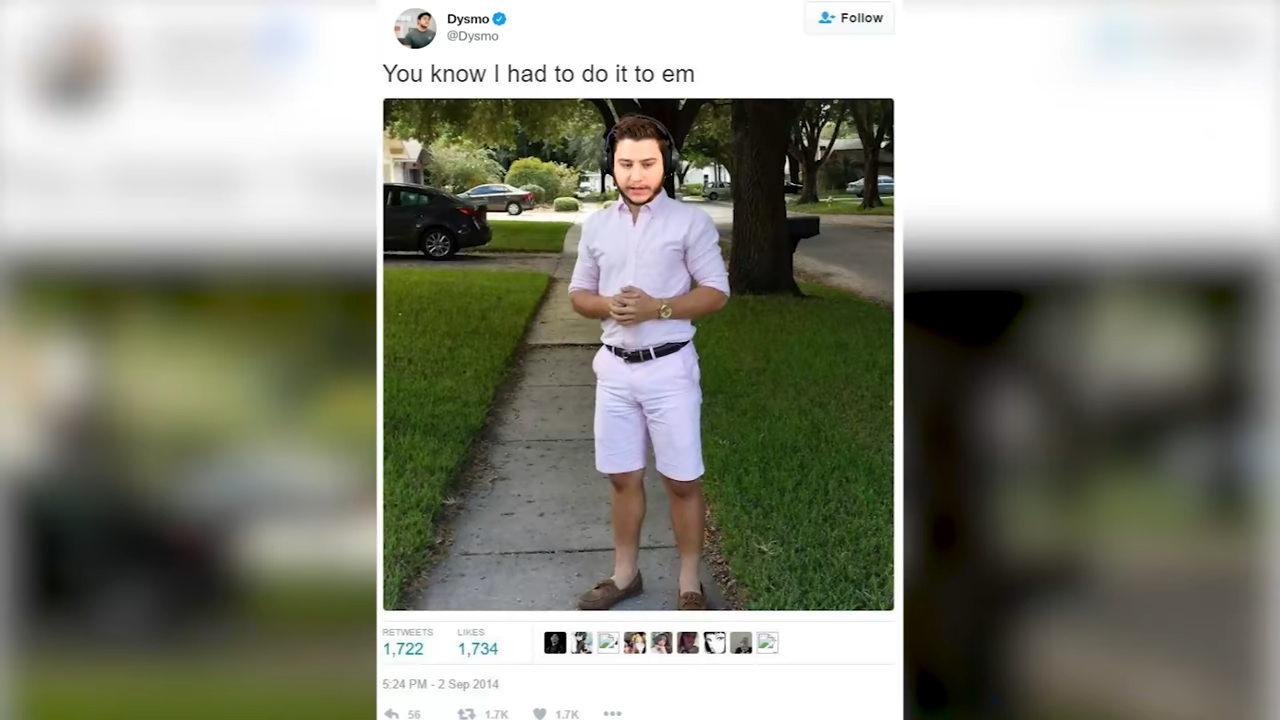 Dysmo
@Dysmo
Follow
You know I had to do it to em
RETWEETS
LIKES
1,722
1,734
5:24 PM - 2 Sep 2014
56
1.7K
1.7K